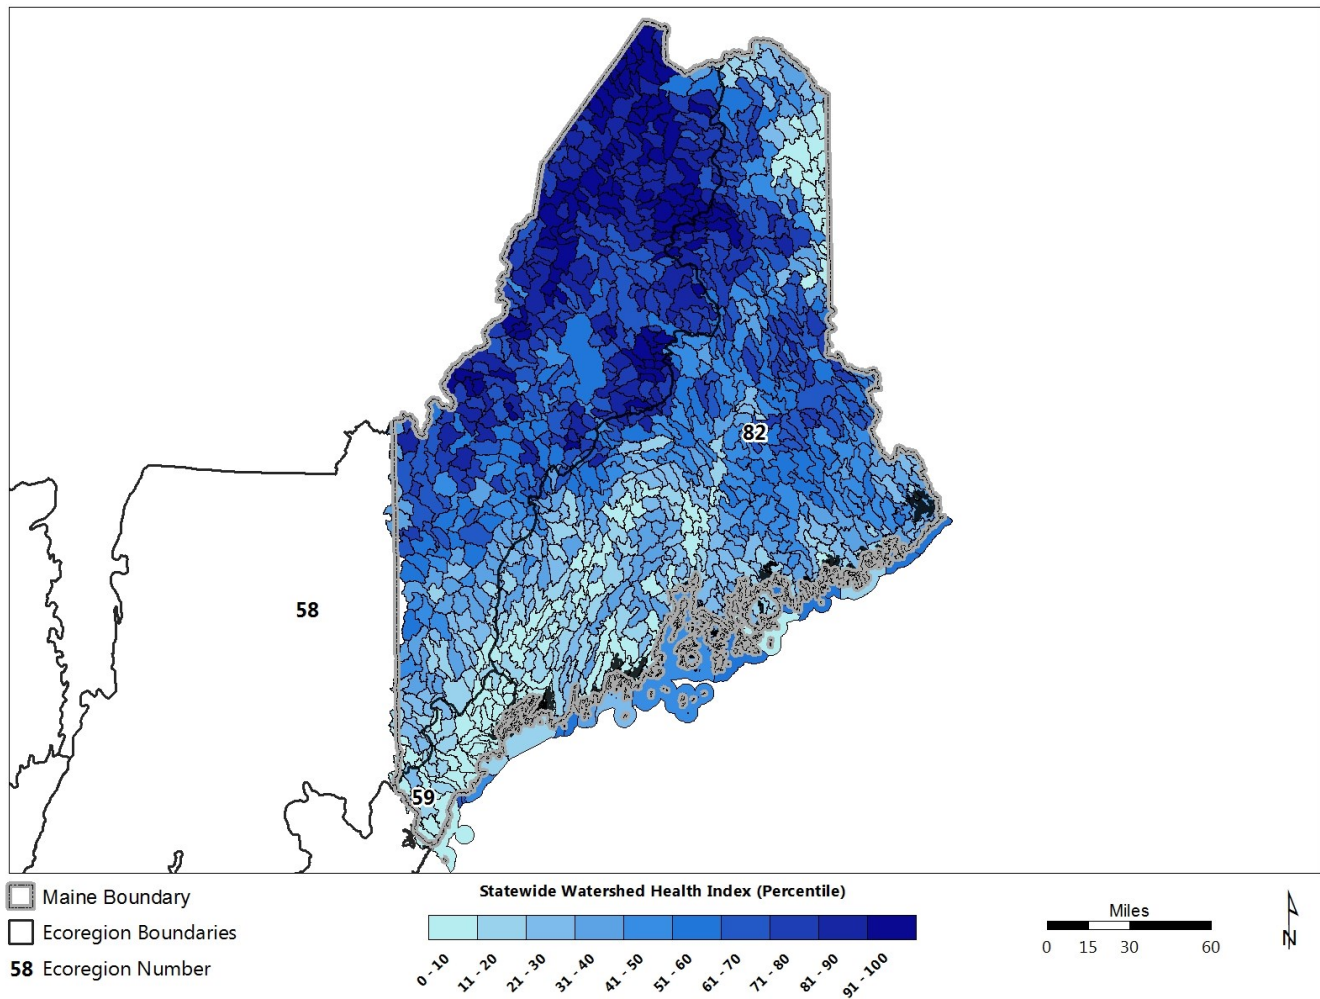 82
58
59
Maine Boundary
Ecoregion Boundaries
58 Ecoregion Number
Statewide Watershed Health Index (Percentile)
0 - 10
11 - 20
21 - 30
31 - 40
41 - 50
51 - 60
61 - 70
71 - 80
81 - 90
91 - 100
Miles
0 15 30 60
N